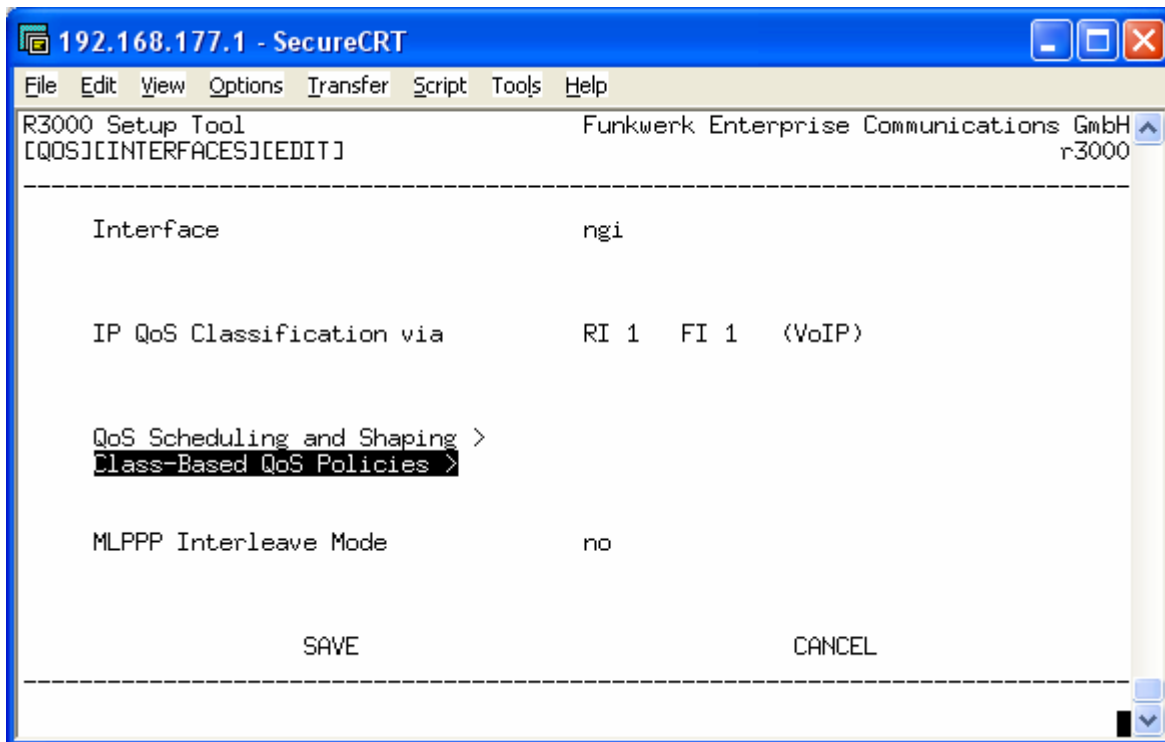 192.168.177.1 - SecureCRT
File Edit View Options Transfer Script Tools Help
R3000 Setup Tool Funkwerk Enterprise Communications GmbH
[QOS][INTERFACES][EDIT] r3000
Interface ngi
IP QoS Classification via RI 1 FI 1 (VoIP)
QoS Scheduling and Shaping >
Class-Based QoS Policies >
MLPPP Interleave Mode no
SAVE CANCEL